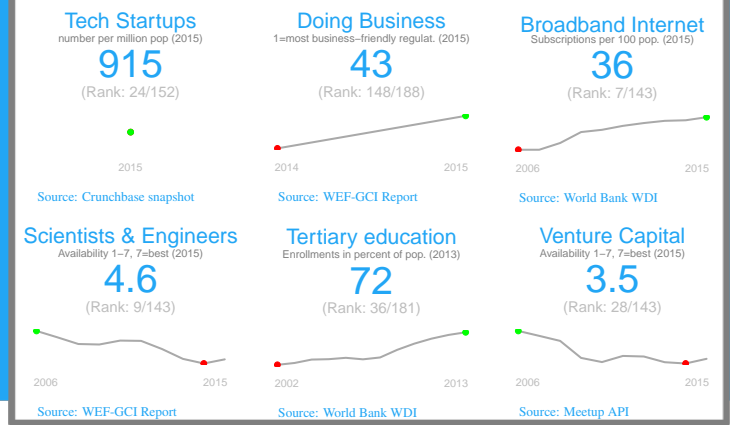 Tech Startups
number per million pop (2015)
915
(Rank: 24/152)
2015
Source: Crunchbase snapshot
Doing Business
1=most business−friendly regulat. (2015)
43
(Rank: 148/188)
2014 2015
Source: WEF-GCI Report
Broadband Internet
Subscriptions per 100 pop. (2015)
36
(Rank: 7/143)
2006 2015
Source: World Bank WDI
Scientists & Engineers
Availability 1−7, 7=best (2015)
4.6
(Rank: 9/143)
2006 2015
Source: WEF-GCI Report
Tertiary education
Enrollments in percent of pop. (2013)
72
(Rank: 36/181)
2002 2013
Source: World Bank WDI
Venture Capital
Availability 1−7, 7=best (2015)
3.5
(Rank: 28/143)
2006 2015
Source: Meetup API